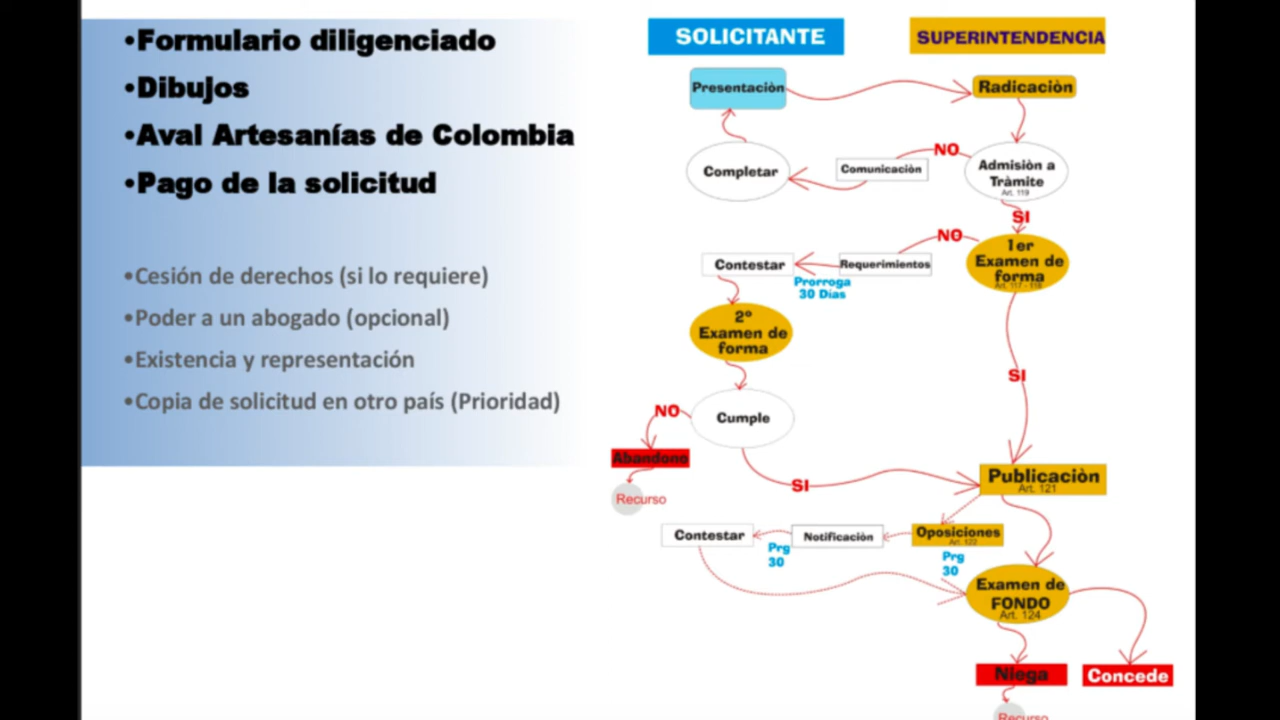 •Formulario diligenciado
•Dibujos
•Aval Artesanías de Colombia
•Pago de la solicitud
•Cesión de derechos (si lo requiere)
•Poder a un abogado (opcional)
•Existencia y representación
•Copia de solicitud en otro país (Prioridad)
SOLICITANTE
SUPERINTENDENCIA
Presentaciòn
Radicaciòn
NO
Completar
Comunicaciòn
Admisiòn a
Tràmite
Art. 119
SI
NO
1er
Examen de
forma
Art. 117 - 118
Contestar
Requerimientos
Prorroga
30 Dias
2º
Examen de
forma
SI
NO
Cumple
Abandono
Recurso
SI
Publicaciòn
Art. 121
Contestar
Notificaciòn
Oposiciones
Art. 122
Prg
30
Prg
30
Examen de
FONDO
Art. 124
Niega
Concede
Recurso